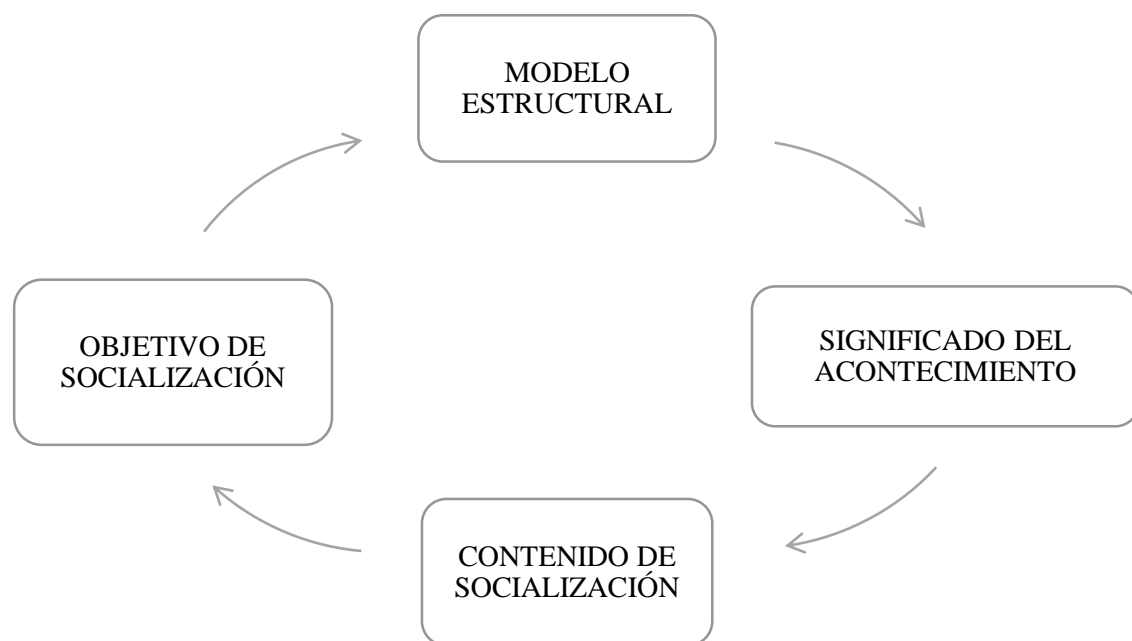 MODELO
ESTRUCTURAL
SIGNIFICADO DEL
ACONTECIMIENTO
CONTENIDO DE
SOCIALIZACIÓN
OBJETIVO DE
SOCIALIZACIÓN